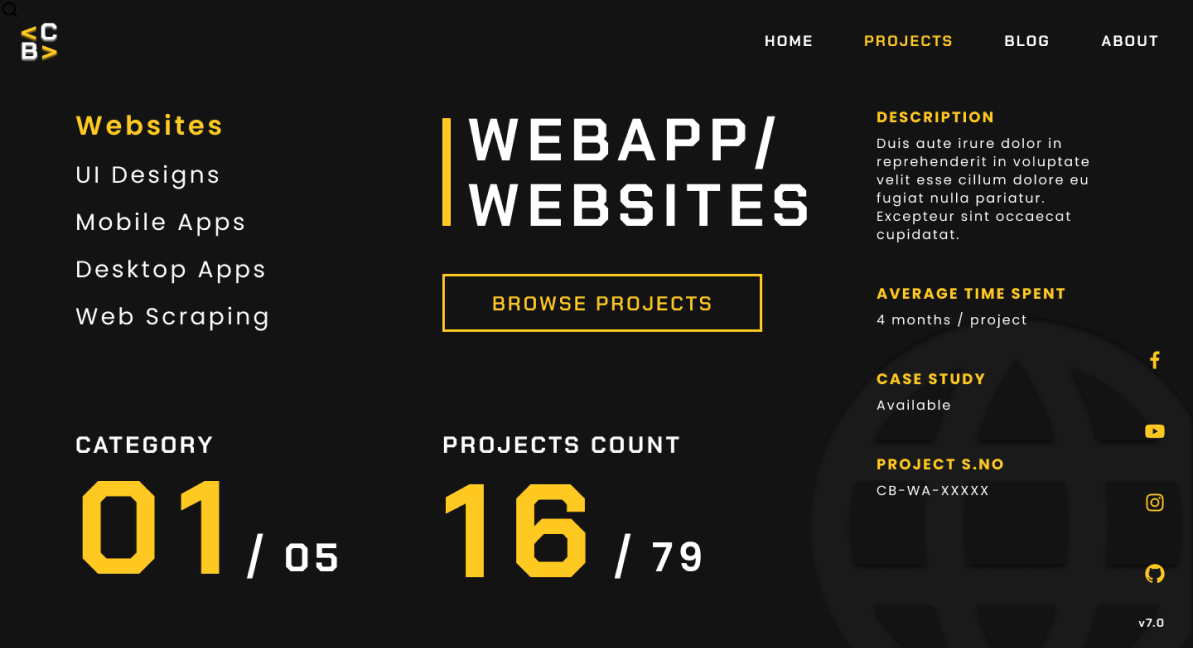 <C
B>
HOME PROJECTS BLOG ABOUT
Websites
UI Designs
Mobile Apps
Desktop Apps
Web Scraping
WEBAPP/
WEBSITES
BROWSE PROJECTS
CATEGORY
01 / 05
PROJECTS COUNT
16 / 79
DESCRIPTION
Duis aute irure dolor in
reprehenderit in voluptate
velit esse cillum dolore eu
fugiat nulla pariatur.
Excepteur sint occaecat
cupidatat.
AVERAGE TIME SPENT
4 months / project
CASE STUDY
Available
PROJECT S.NO
CB-WA-XXXXX
v7.0